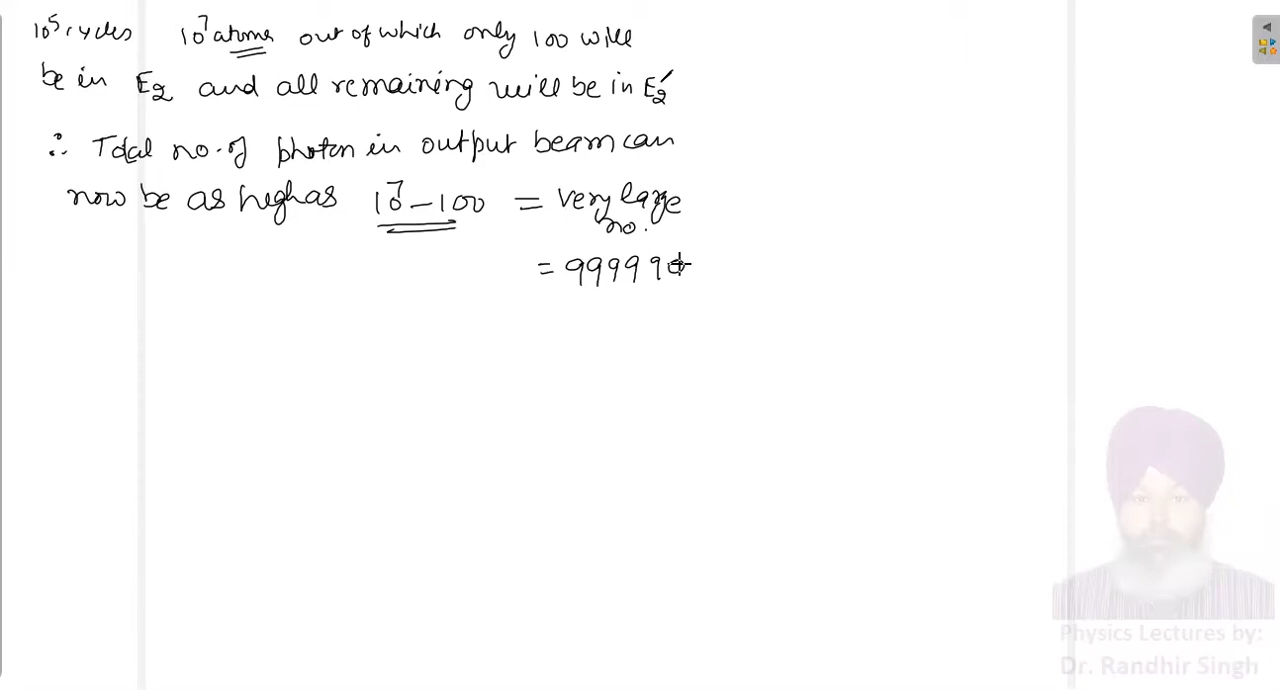 10⁵ cycles 10⁷ atoms out of which only 100 will
be in E₂ and all remaining will be in E₂′
∴ Total no. of photon in output beam can
now be as high as 10⁷ – 100 = very large
no.
= 99999
Physics Lectures by:
Dr. Randhir Singh